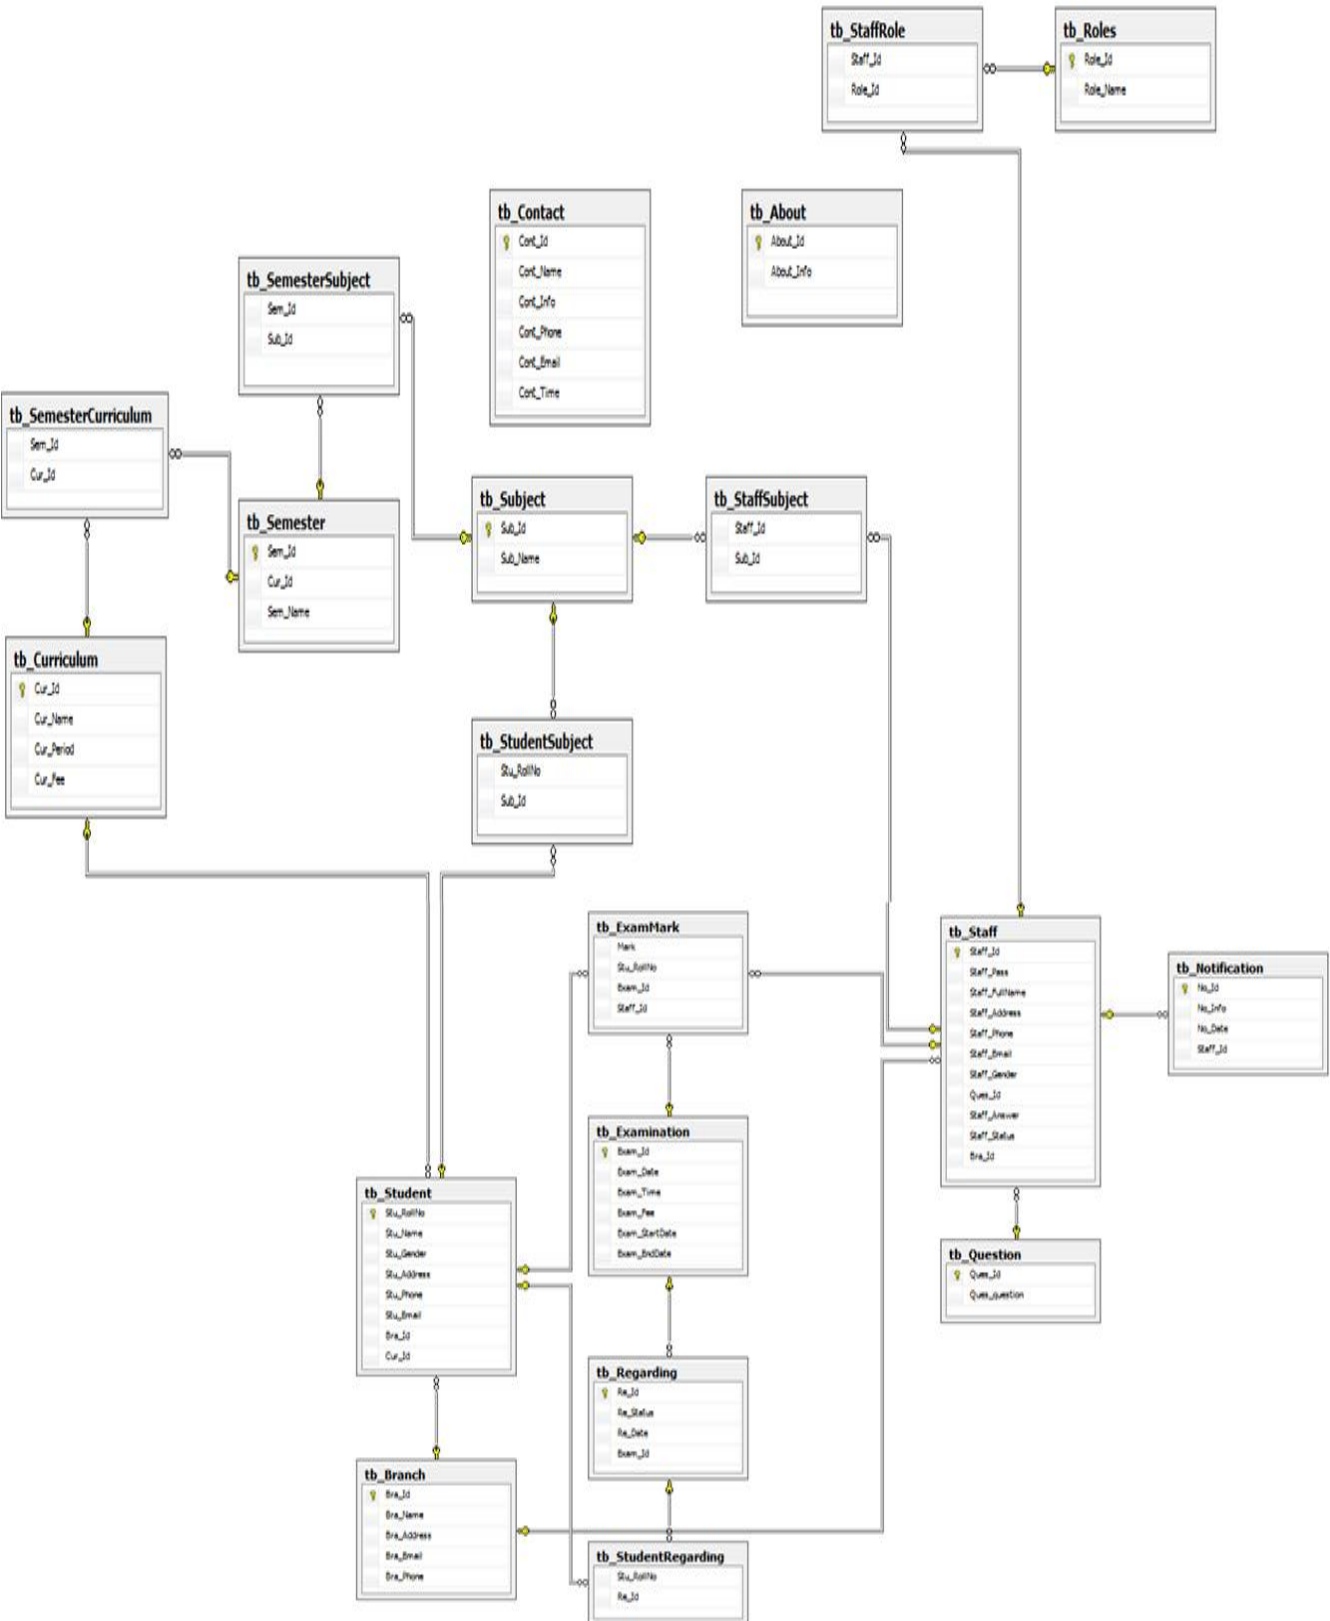 tb_StaffRole
Staff_Id
Role_Id
tb_Roles
Role_Id
Role_Name
tb_Contact
Cont_Id
Cont_Name
Cont_Info
Cont_Phone
Cont_Email
Cont_Time
tb_About
About_Id
About_Info
tb_SemesterSubject
Sem_Id
Sub_Id
tb_SemesterCurriculum
Sem_Id
Cur_Id
tb_Semester
Sem_Id
Cur_Id
Sem_Name
tb_Subject
Sub_Id
Sub_Name
tb_StaffSubject
Staff_Id
Sub_Id
tb_Curriculum
Cur_Id
Cur_Name
Cur_Period
Cur_Fee
tb_StudentSubject
Stu_RollNo
Sub_Id
tb_ExamMark
Mark
Stu_RollNo
Exam_Id
Staff_Id
tb_Staff
Staff_Id
Staff_Pass
Staff_FullName
Staff_Address
Staff_Phone
Staff_Email
Staff_Gender
Ques_Id
Staff_Answer
Staff_Status
Bra_Id
tb_Notification
No_Id
No_Info
No_Date
Staff_Id
tb_Examination
Exam_Id
Exam_Date
Exam_Time
Exam_Fee
Exam_StartDate
Exam_EndDate
tb_Student
Stu_RollNo
Stu_Name
Stu_Gender
Stu_Address
Stu_Phone
Stu_Email
Bra_Id
Cur_Id
tb_Question
Ques_Id
Ques_question
tb_Regarding
Re_Id
Re_Status
Re_Date
Exam_Id
tb_Branch
Bra_Id
Bra_Name
Bra_Address
Bra_Email
Bra_Phone
tb_StudentRegarding
Stu_RollNo
Re_Id